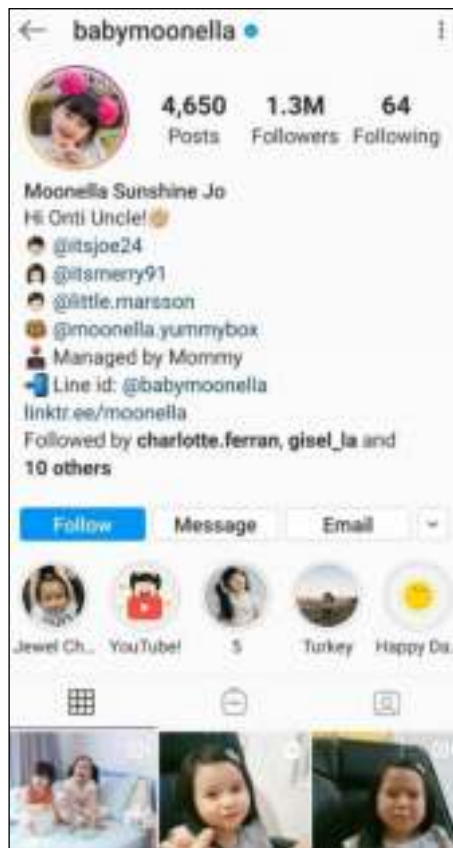 babymoonella
4,650 1.3M 64
Posts Followers Following
Moonella Sunshine Jo
Hi Onti Uncle!
@itsjoe24
@itsmerry91
@little.marsson
@moonella.yummybox
Managed by Mommy
Line id: @babymoonella
linktr.ee/moonella
Followed by charlotte.ferran, gisel_la and
10 others
Follow Message Email
Jewel Ch... YouTube! 5 Turkey Happy Da.